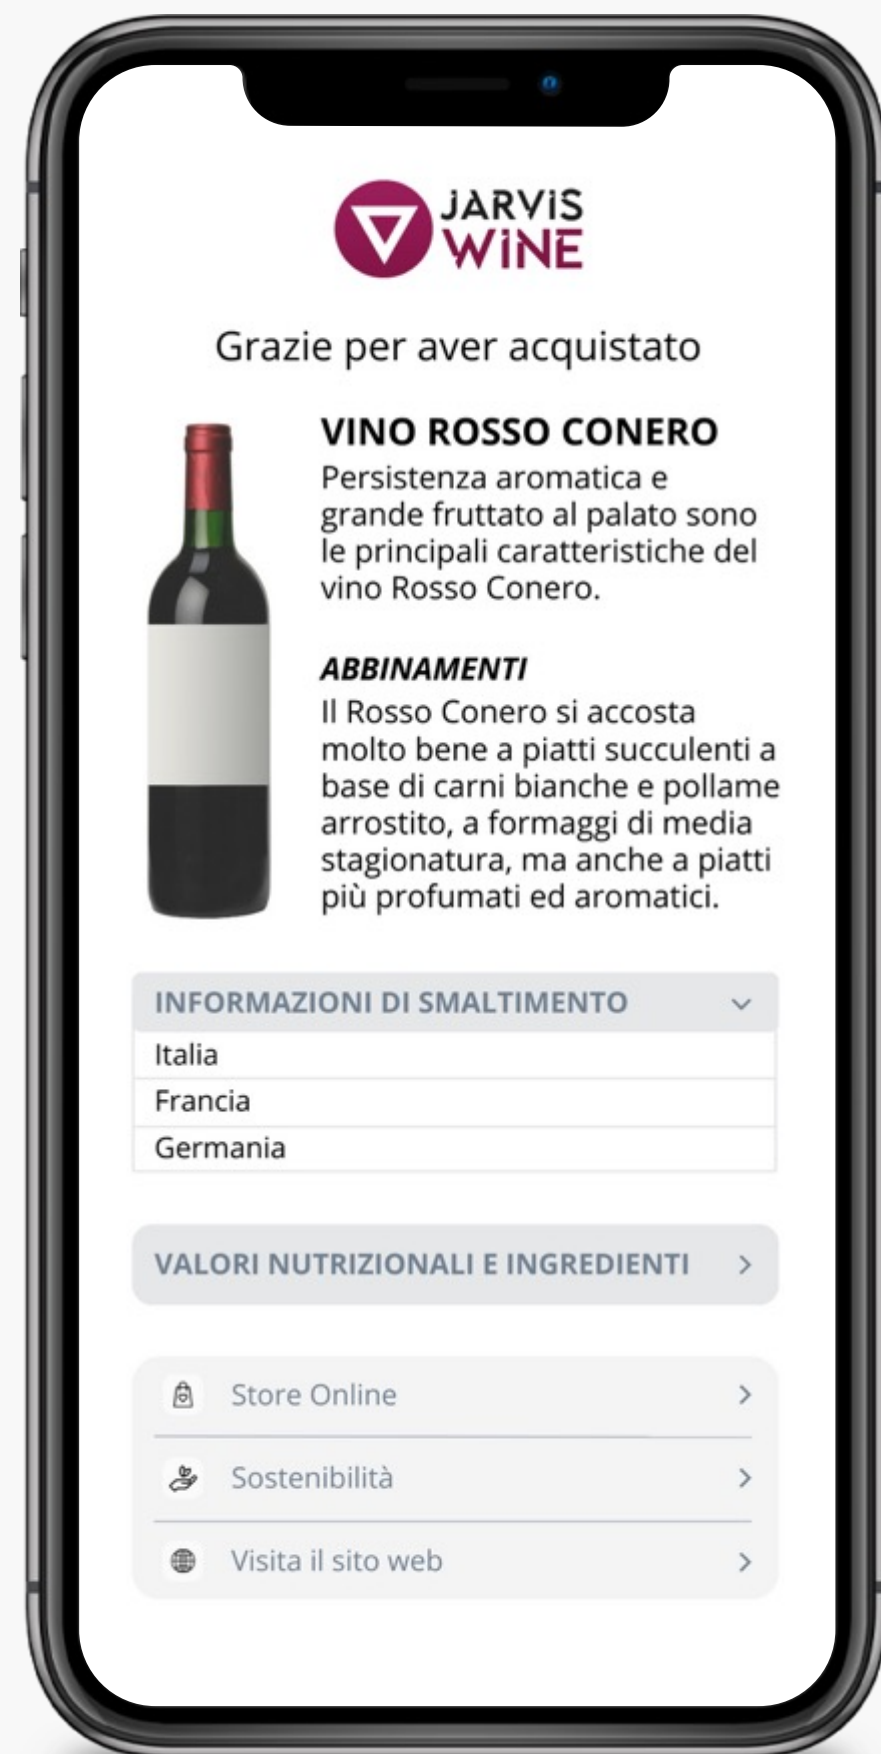 JARViS
WiNE
Grazie per aver acquistato
VINO ROSSO CONERO
Persistenza aromatica e
grande fruttato al palato sono
le principali caratteristiche del
vino Rosso Conero.
ABBINAMENTI
Il Rosso Conero si accosta
molto bene a piatti succulenti a
base di carni bianche e pollame
arrostito, a formaggi di media
stagionatura, ma anche a piatti
più profumati ed aromatici.
INFORMAZIONI DI SMALTIMENTO
Italia
Francia
Germania
VALORI NUTRIZIONALI E INGREDIENTI
Store Online
Sostenibilità
Visita il sito web